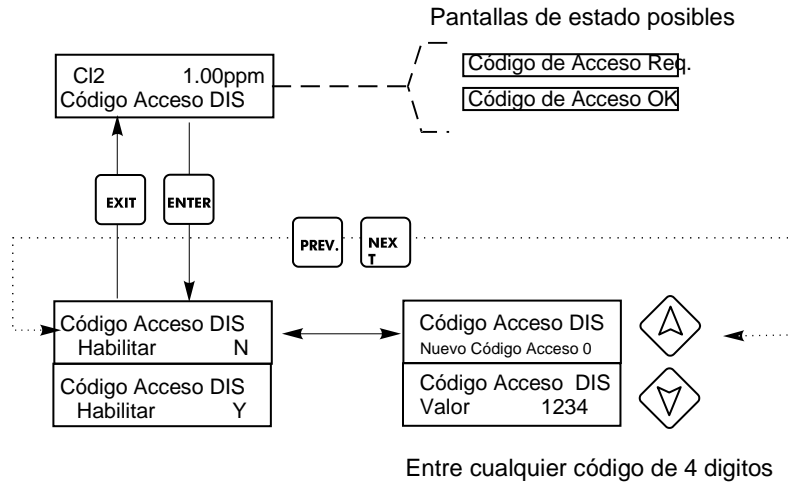 Pantallas de estado posibles
Cl2 1.00ppm
Código Acceso DIS
Código de Acceso Req.
Código de Acceso OK
EXIT
ENTER
PREV.
NEX
T
Código Acceso DIS
Habilitar N
Código Acceso DIS
Habilitar Y
Código Acceso DIS
Nuevo Código Acceso 0
Código Acceso DIS
Valor 1234
Entre cualquier código de 4 digitos